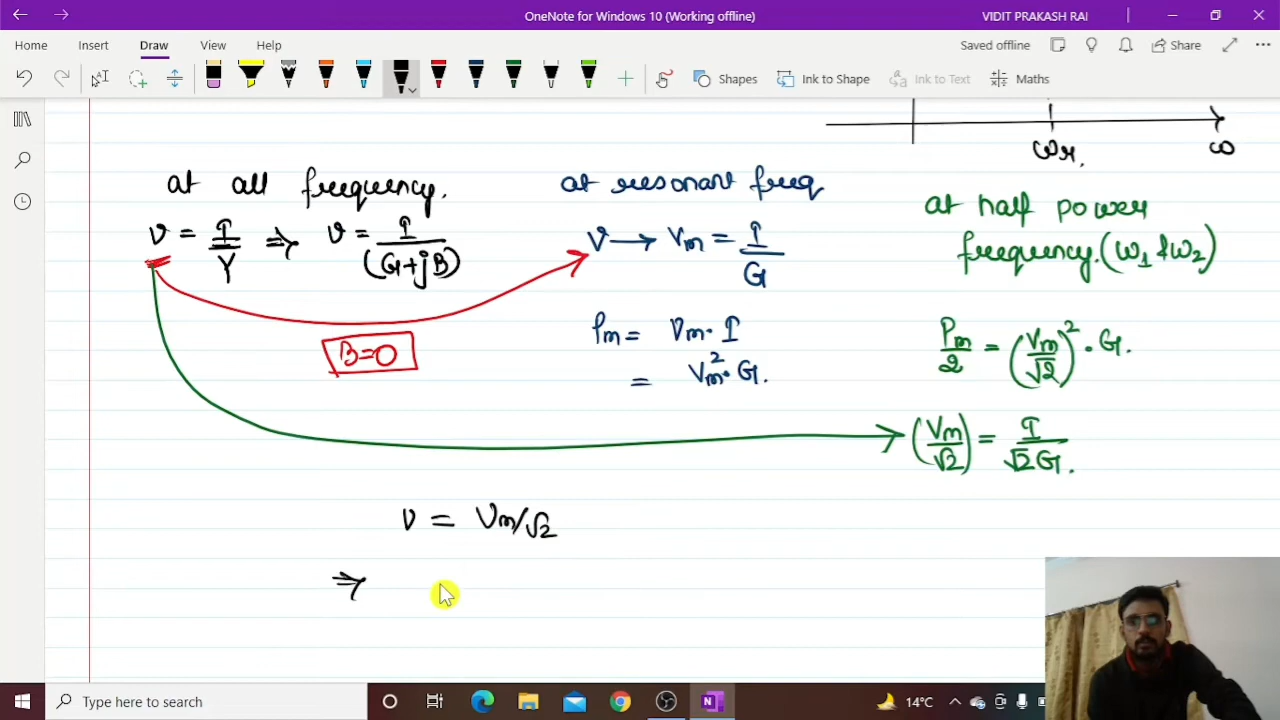 OneNote for Windows 10 (Working offline)
VIDIT PRAKASH RAI
Home Insert Draw View Help
Saved offline
Share
Shapes
Ink to Shape
Ink to Text
Maths
ωr.
ω
at all frequency.
v = I/Y ⇒ v = I/(G+jB)
B=0
at resonant freq
V → Vm = I/G
Pm = Vm·I
= Vm²·G.
at half power
frequency.(ω1 & ω2)
Pm/2 = (Vm/√2)²·G.
(Vm/√2) = I/√2G.
v = Vm/√2
⇒
Type here to search
14°C